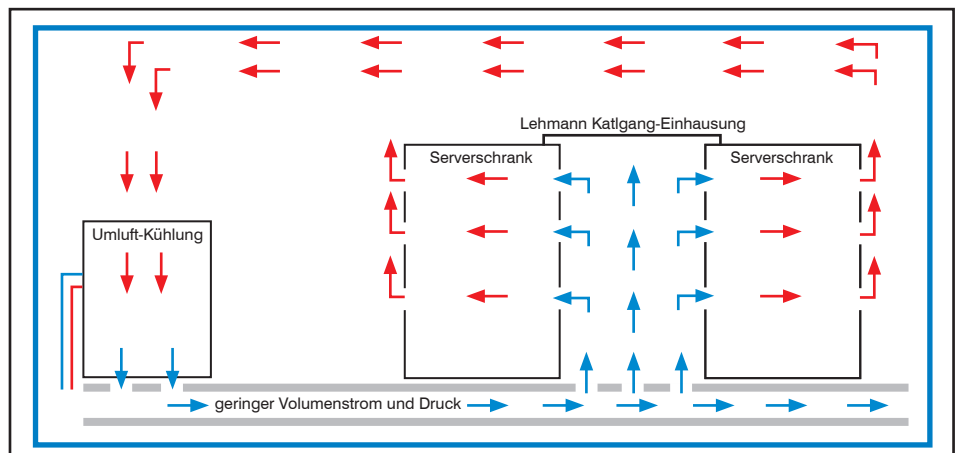 Lehmann Katlgang-Einhausung
Serverschrank
Serverschrank
Umluft-Kühlung
geringer Volumenstrom und Druck